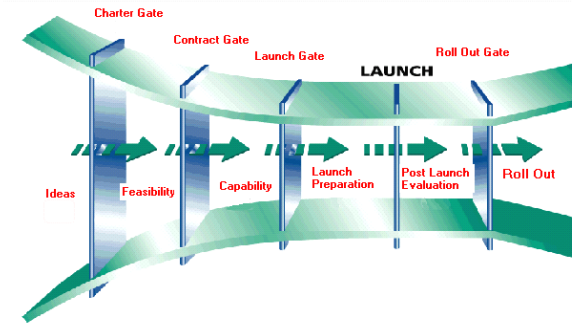 Charter Gate
Contract Gate
Launch Gate
LAUNCH
Roll Out Gate
Ideas
Feasibility
Capability
Launch
Preparation
Post Launch
Evaluation
Roll Out